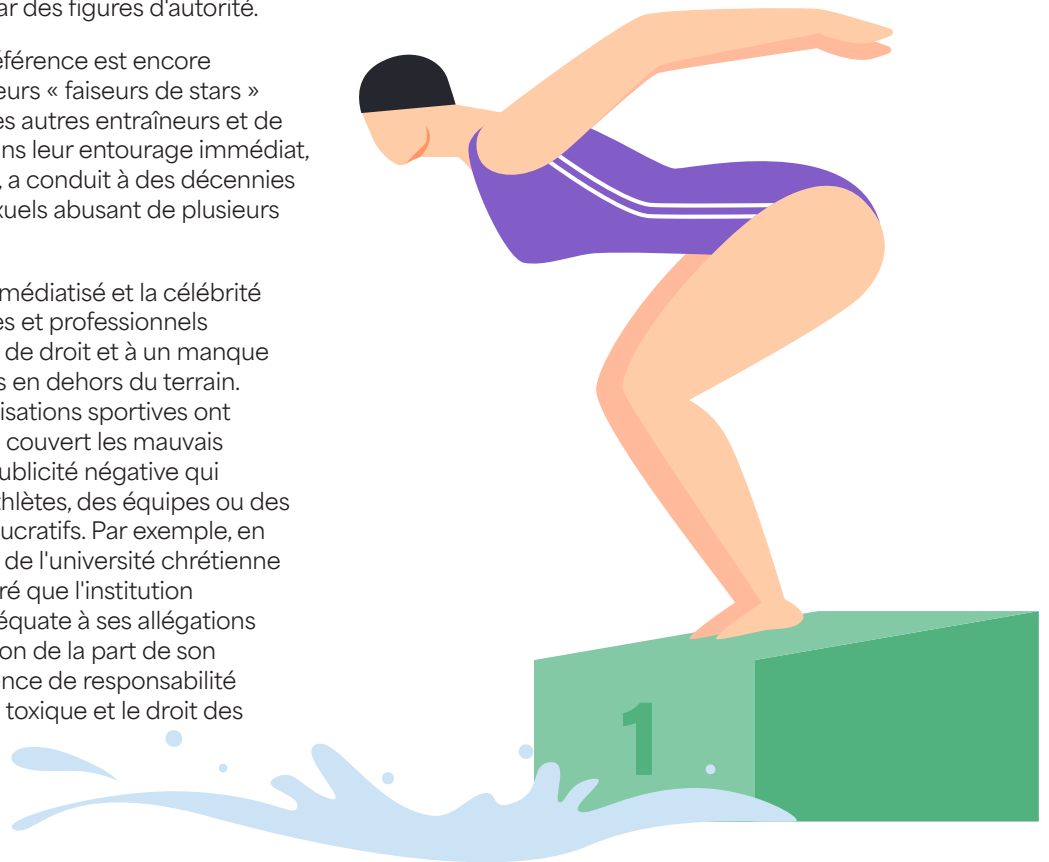 ar des figures d'autorité.
éférence est encore
eurs « faiseurs de stars »
es autres entraîneurs et de
ns leur entourage immédiat,
, a conduit à des décennies
xuels abusant de plusieurs
médiatisé et la célébrité
es et professionnels
de droit et à un manque
s en dehors du terrain.
isations sportives ont
couvert les mauvais
ublicité négative qui
thlètes, des équipes ou des
ucratifs. Par exemple, en
de l'université chrétienne
ré que l'institution
équate à ses allégations
on de la part de son
nce de responsabilité
toxique et le droit des
1